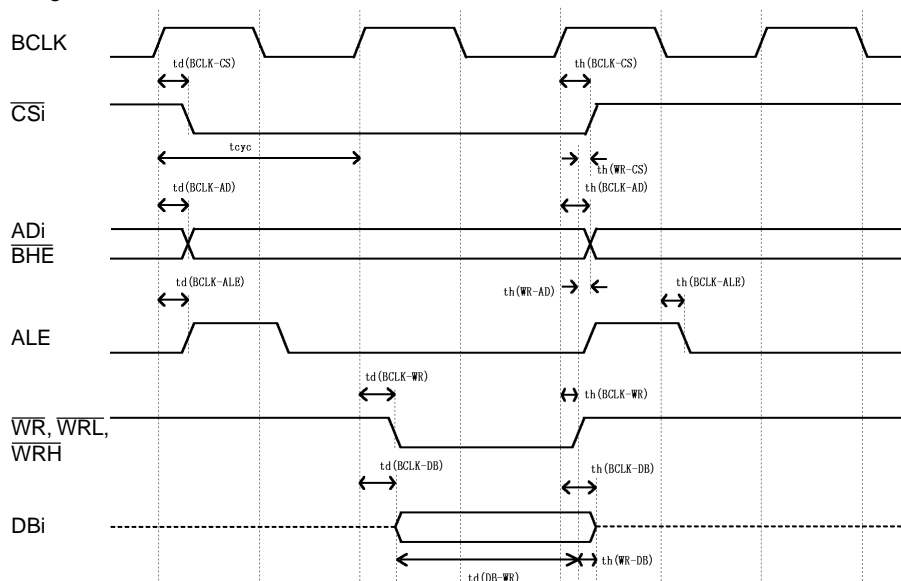 BCLK
td(BCLK-CS)
th(BCLK-CS)
CSi
tcyc
th(WR-CS)
td(BCLK-AD)
th(BCLK-AD)
ADi
BHE
td(BCLK-ALE)
th(WR-AD)
th(BCLK-ALE)
ALE
td(BCLK-WR)
th(BCLK-WR)
WR, WRL,
WRH
td(BCLK-DB)
th(BCLK-DB)
DBi
th(WR-DB)
td(DB-WR)